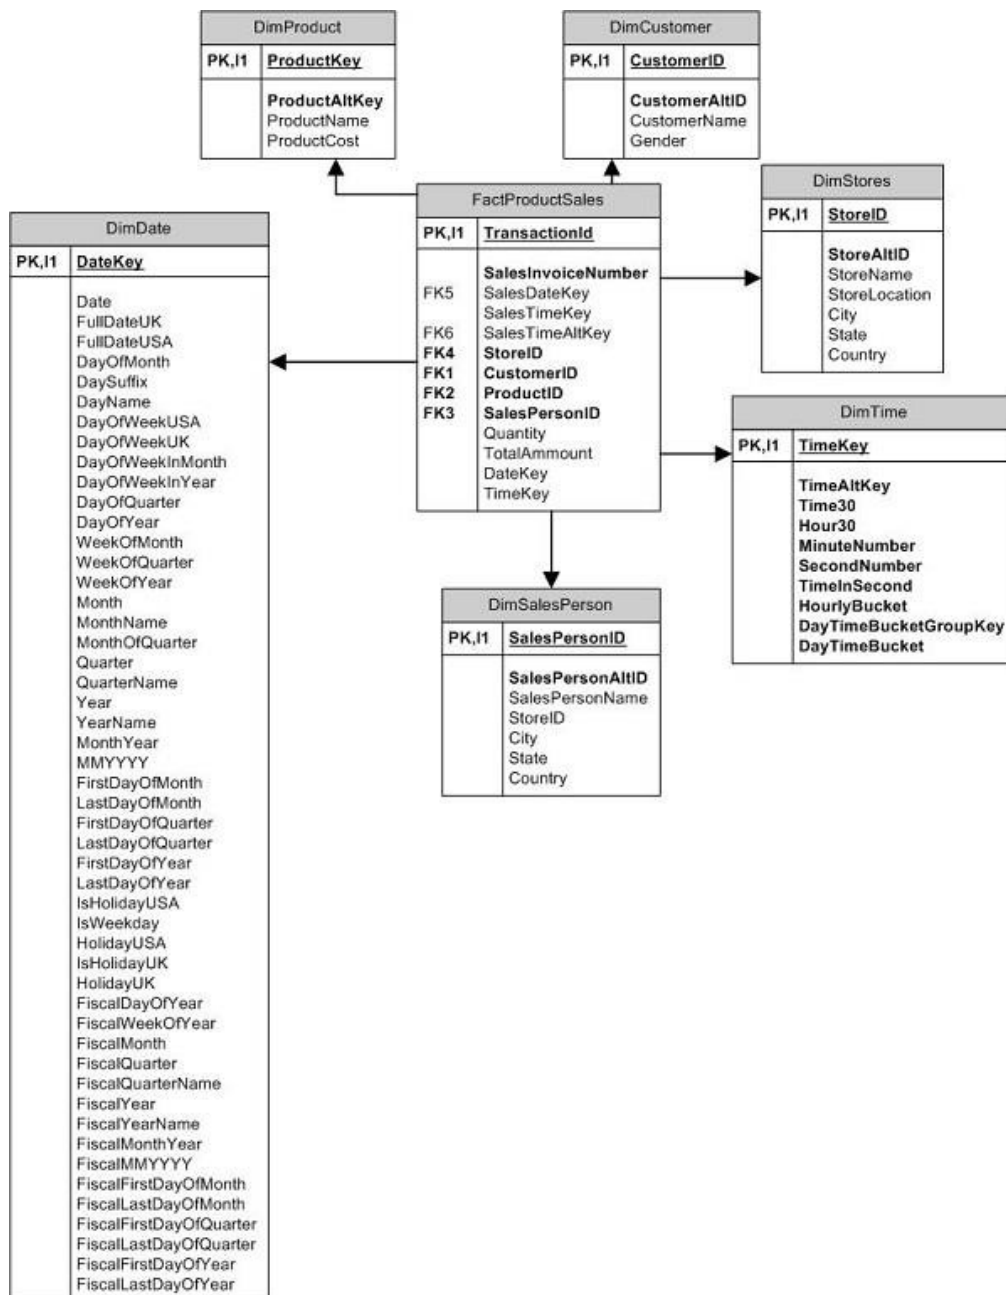 DimProduct
PK,I1 ProductKey
ProductAltKey
ProductName
ProductCost
DimCustomer
PK,I1 CustomerID
CustomerAltID
CustomerName
Gender
DimStores
PK,I1 StoreID
StoreAltID
StoreName
StoreLocation
City
State
Country
FactProductSales
PK,I1 TransactionId
SalesInvoiceNumber
FK5 SalesDateKey
SalesTimeKey
FK6 SalesTimeAltKey
FK4 StoreID
FK1 CustomerID
FK2 ProductID
FK3 SalesPersonID
Quantity
TotalAmmount
DateKey
TimeKey
DimDate
PK,I1 DateKey
Date
FullDateUK
FullDateUSA
DayOfMonth
DaySuffix
DayName
DayOfWeekUSA
DayOfWeekUK
DayOfWeekInMonth
DayOfWeekInYear
DayOfQuarter
DayOfYear
WeekOfMonth
WeekOfQuarter
WeekOfYear
Month
MonthName
MonthOfQuarter
Quarter
QuarterName
Year
YearName
MonthYear
MMYYYY
FirstDayOfMonth
LastDayOfMonth
FirstDayOfQuarter
LastDayOfQuarter
FirstDayOfYear
LastDayOfYear
IsHolidayUSA
IsWeekday
HolidayUSA
IsHolidayUK
HolidayUK
FiscalDayOfYear
FiscalWeekOfYear
FiscalMonth
FiscalQuarter
FiscalQuarterName
FiscalYear
FiscalYearName
FiscalMonthYear
FiscalMMYYYY
FiscalFirstDayOfMonth
FiscalLastDayOfMonth
FiscalFirstDayOfQuarter
FiscalLastDayOfQuarter
FiscalFirstDayOfYear
FiscalLastDayOfYear
DimTime
PK,I1 TimeKey
TimeAltKey
Time30
Hour30
MinuteNumber
SecondNumber
TimeInSecond
HourlyBucket
DayTimeBucketGroupKey
DayTimeBucket
DimSalesPerson
PK,I1 SalesPersonID
SalesPersonAltID
SalesPersonName
StoreID
City
State
Country